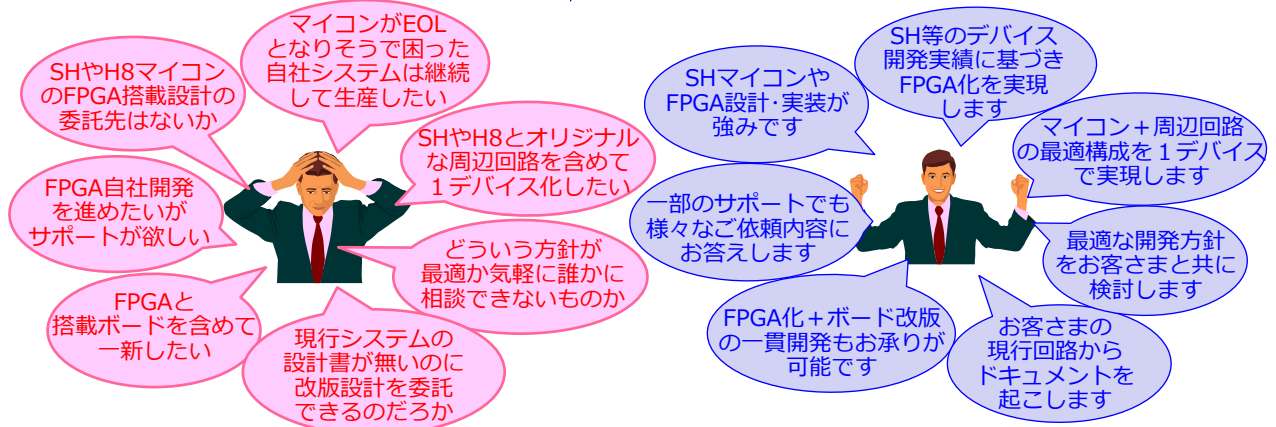 マイコンがEOL
となりそうで困った
自社システムは継続
して生産したい
SHやH8マイコン
のFPGA搭載設計の
委託先はないか
SHやH8とオリジナル
な周辺回路を含めて
１デバイス化したい
FPGA自社開発
を進めたいが
サポートが欲しい
どういう方針が
最適か気軽に誰かに
相談できないものか
FPGAと
搭載ボードを含めて
一新したい
現行システムの
設計書が無いのに
改版設計を委託
できるのだろか
SH等のデバイス
開発実績に基づき
FPGA化を実現
します
SHマイコンや
FPGA設計･実装が
強みです
マイコン＋周辺回路
の最適構成を１デバイス
で実現します
一部のサポートでも
様々なご依頼内容に
お答えします
最適な開発方針
をお客さまと共に
検討します
FPGA化＋ボード改版
の一貫開発もお承りが
可能です
お客さまの
現行回路から
ドキュメントを
起こします